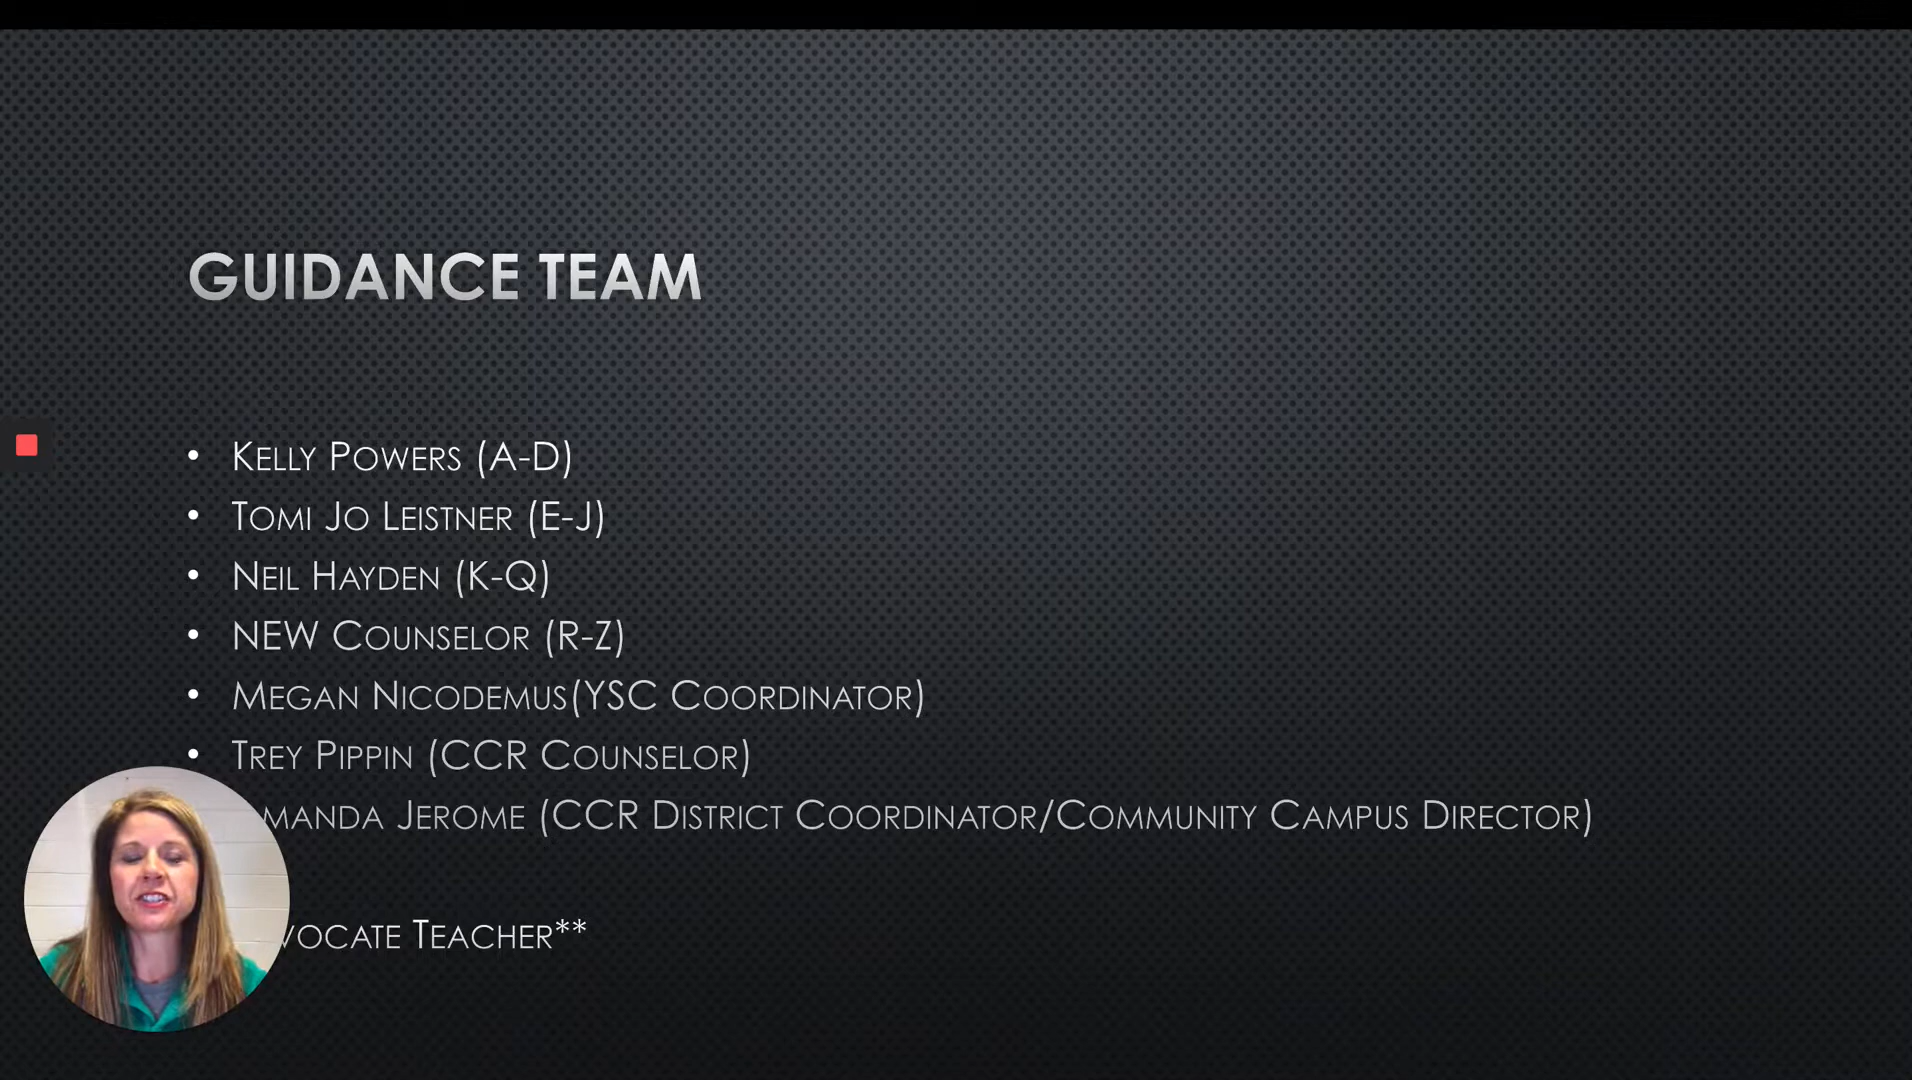 GUIDANCE TEAM
• KELLY POWERS (A-D)
• TOMI JO LEISTNER (E-J)
• NEIL HAYDEN (K-Q)
• NEW COUNSELOR (R-Z)
• MEGAN NICODEMUS(YSC COORDINATOR)
• TREY PIPPIN (CCR COUNSELOR)
JEROME (CCR DISTRICT COORDINATOR/COMMUNITY CAMPUS DIRECTOR)
TEACHER**